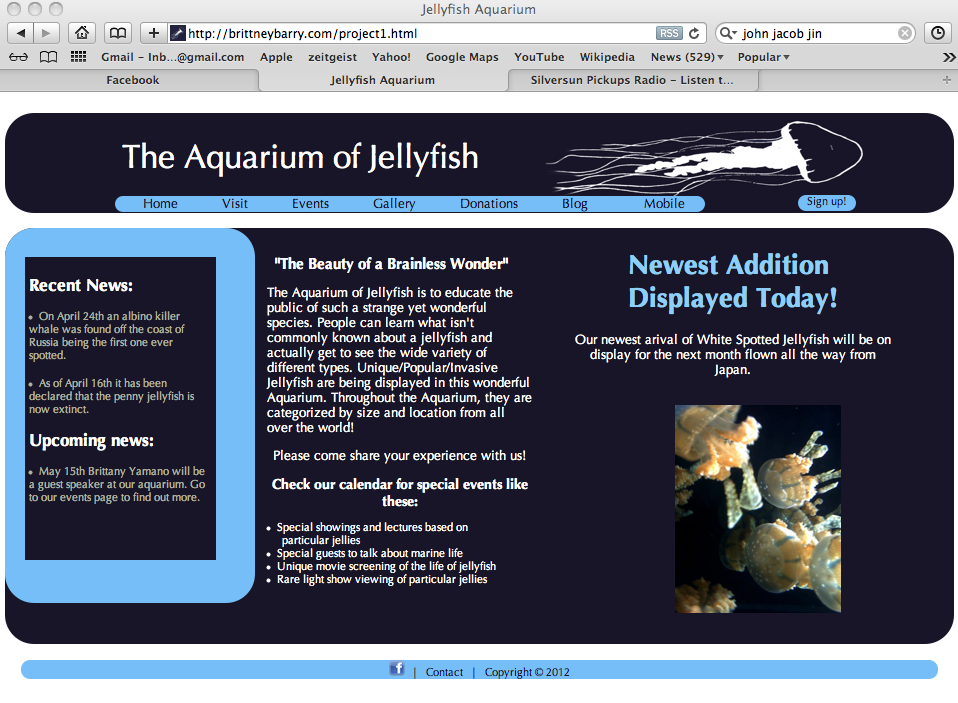 Jellyfish Aquarium
http://brittneybarry.com/project1.html
RSS
john jacob jin
Gmail – Inb...@gmail.com Apple zeitgeist Yahoo! Google Maps YouTube Wikipedia News (529)▾ Popular▾
Facebook Jellyfish Aquarium Silversun Pickups Radio – Listen t...
The Aquarium of Jellyfish
Home Visit Events Gallery Donations Blog Mobile Sign up!
Recent News:
• On April 24th an albino killer
whale was found off the coast of
Russia being the first one ever
spotted.
• As of April 16th it has been
declared that the penny jellyfish is
now extinct.
Upcoming news:
• May 15th Brittany Yamano will be
a guest speaker at our aquarium. Go
to our events page to find out more.
"The Beauty of a Brainless Wonder"
The Aquarium of Jellyfish is to educate the
public of such a strange yet wonderful
species. People can learn what isn't
commonly known about a jellyfish and
actually get to see the wide variety of
different types. Unique/Popular/Invasive
Jellyfish are being displayed in this wonderful
Aquarium. Throughout the Aquarium, they are
categorized by size and location from all
over the world!
Please come share your experience with us!
Check our calendar for special events like
these:
• Special showings and lectures based on
particular jellies
• Special guests to talk about marine life
• Unique movie screening of the life of jellyfish
• Rare light show viewing of particular jellies
Newest Addition
Displayed Today!
Our newest arival of White Spotted Jellyfish will be on
display for the next month flown all the way from
Japan.
f | Contact | Copyright © 2012